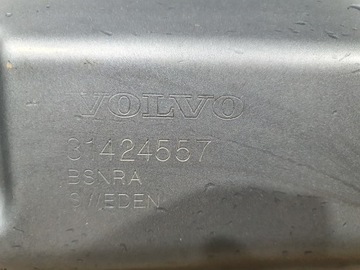 VOLVO
31424557
BSNRA
SWEDEN